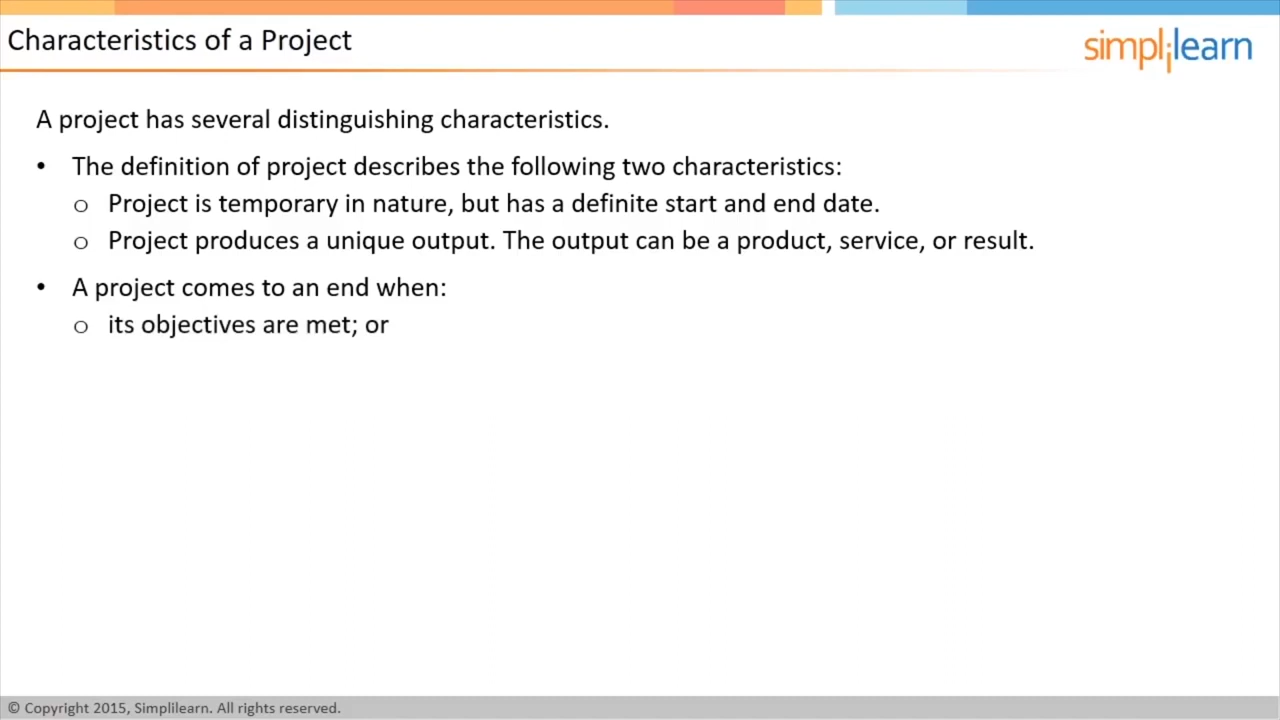 Characteristics of a Project
simplilearn
A project has several distinguishing characteristics.
• The definition of project describes the following two characteristics:
o Project is temporary in nature, but has a definite start and end date.
o Project produces a unique output. The output can be a product, service, or result.
• A project comes to an end when:
o its objectives are met; or
© Copyright 2015, Simplilearn. All rights reserved.